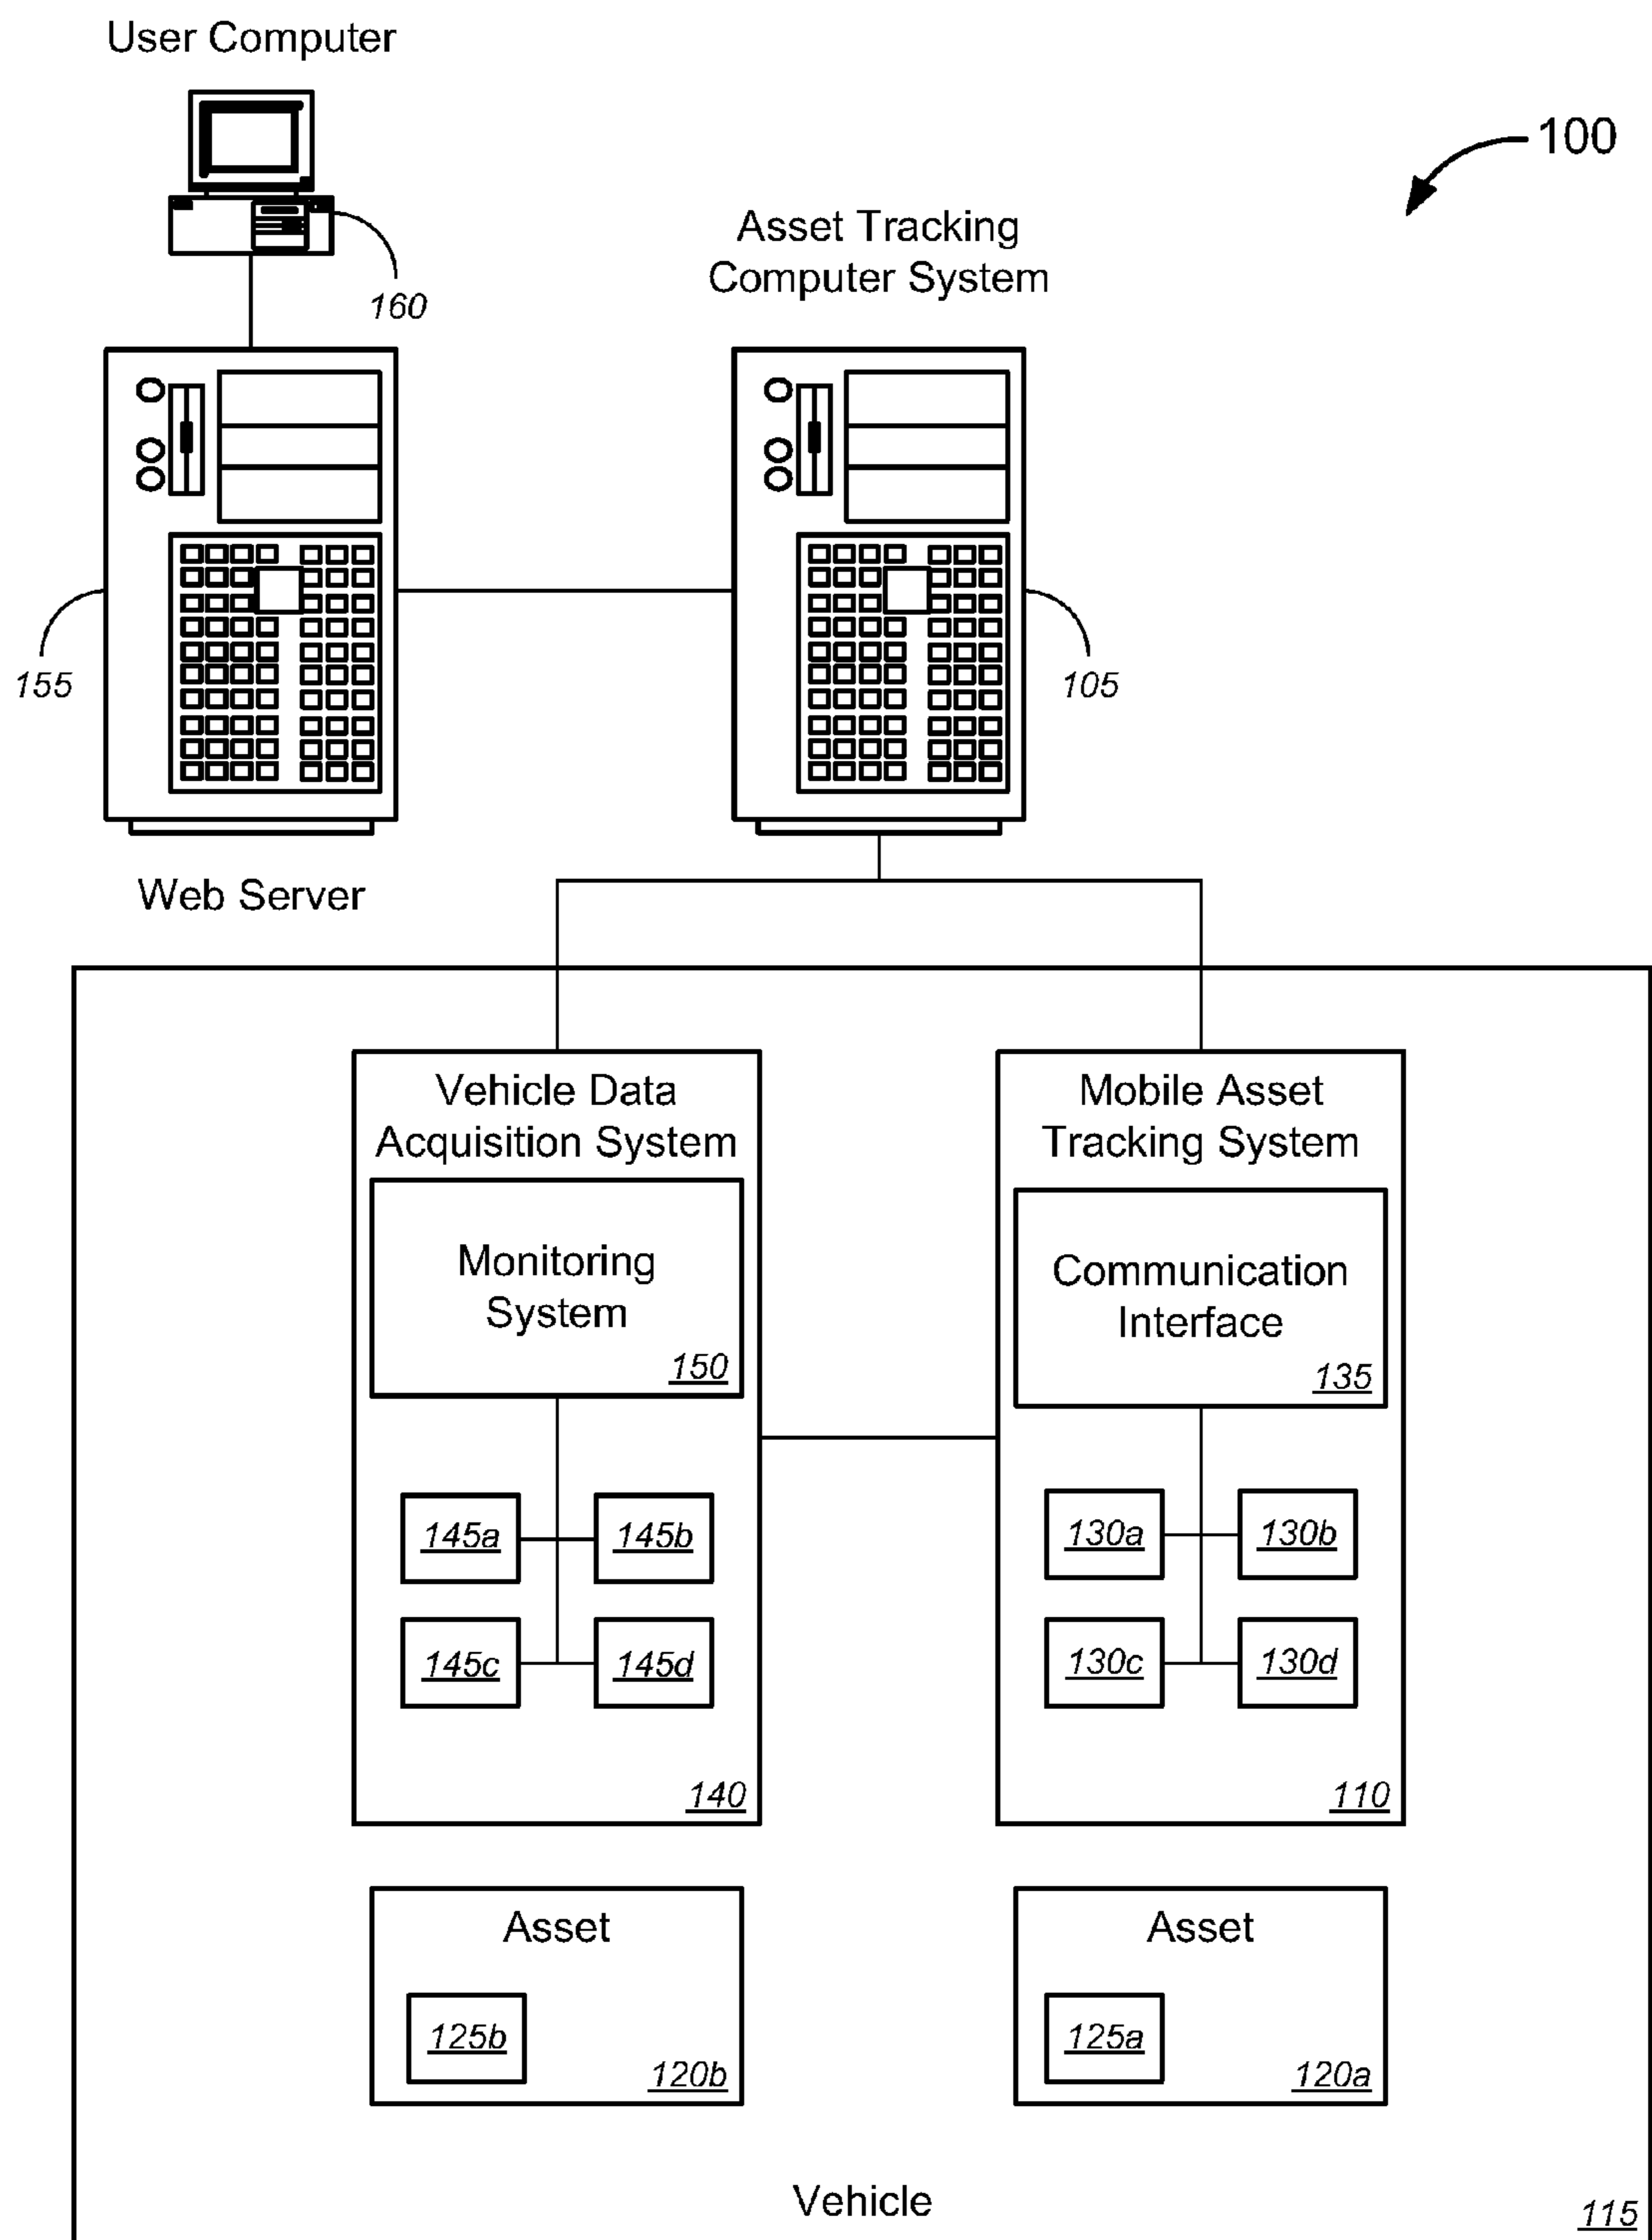 User Computer
100
160
Asset Tracking
Computer System
155
105
Web Server
Vehicle Data
Acquisition System
Monitoring
System
150
145a
145b
145c
145d
140
Mobile Asset
Tracking System
Communication
Interface
135
130a
130b
130c
130d
110
Asset
125b
120b
Asset
125a
120a
Vehicle
115